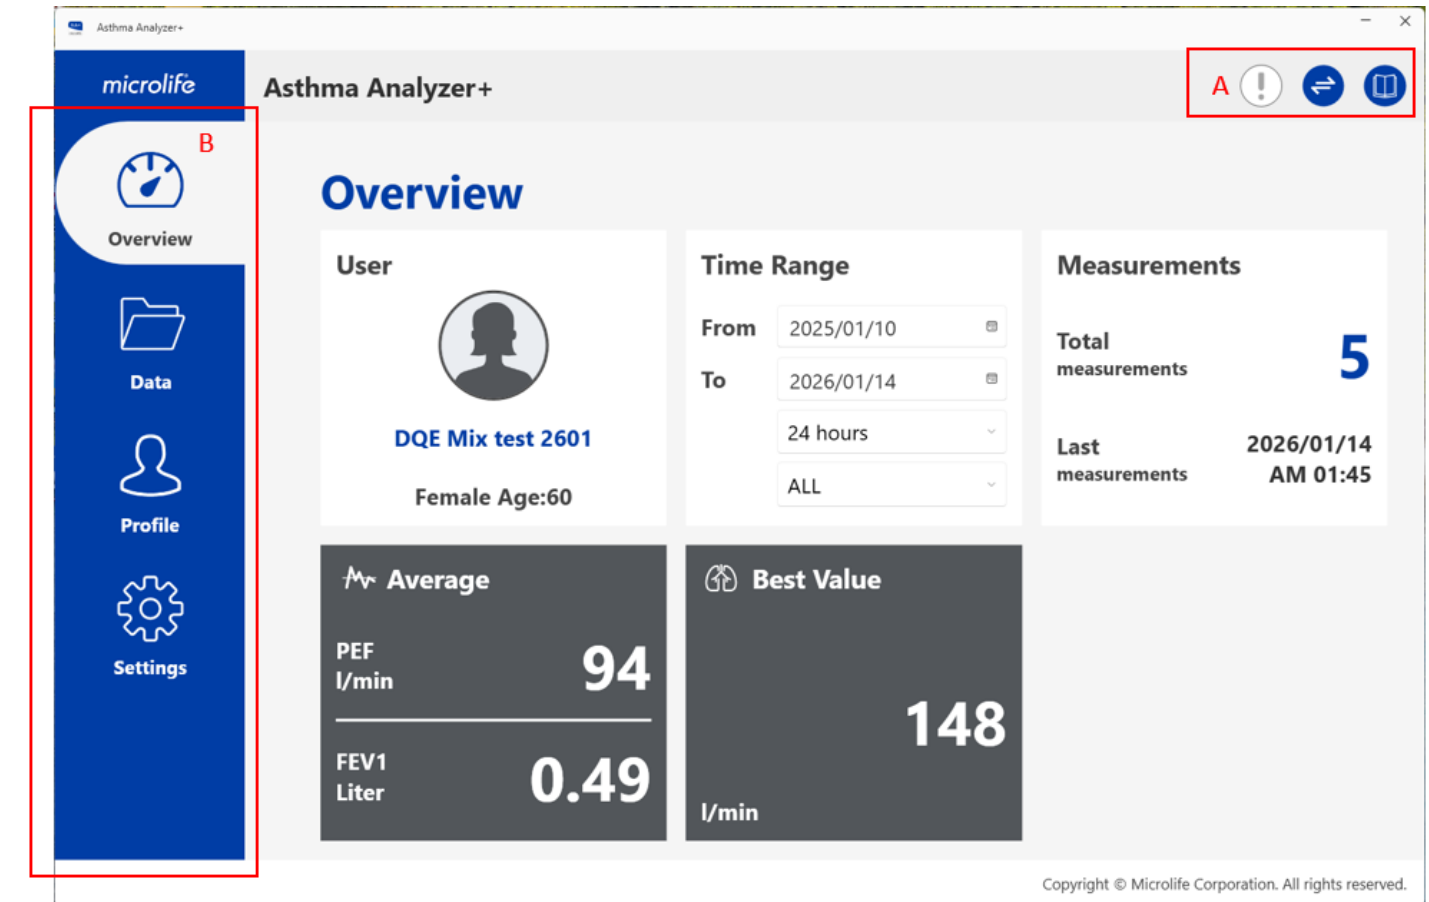 Asthma Analyzer+
microlife
Asthma Analyzer+
A
B
Overview
Data
Profile
Settings
Overview
User
DQE Mix test 2601
Female Age:60
Time Range
From 2025/01/10
To 2026/01/14
24 hours
ALL
Measurements
Total
measurements
5
Last
measurements
2026/01/14
AM 01:45
Average
PEF
l/min
94
FEV1
Liter
0.49
Best Value
148
l/min
Copyright © Microlife Corporation. All rights reserved.